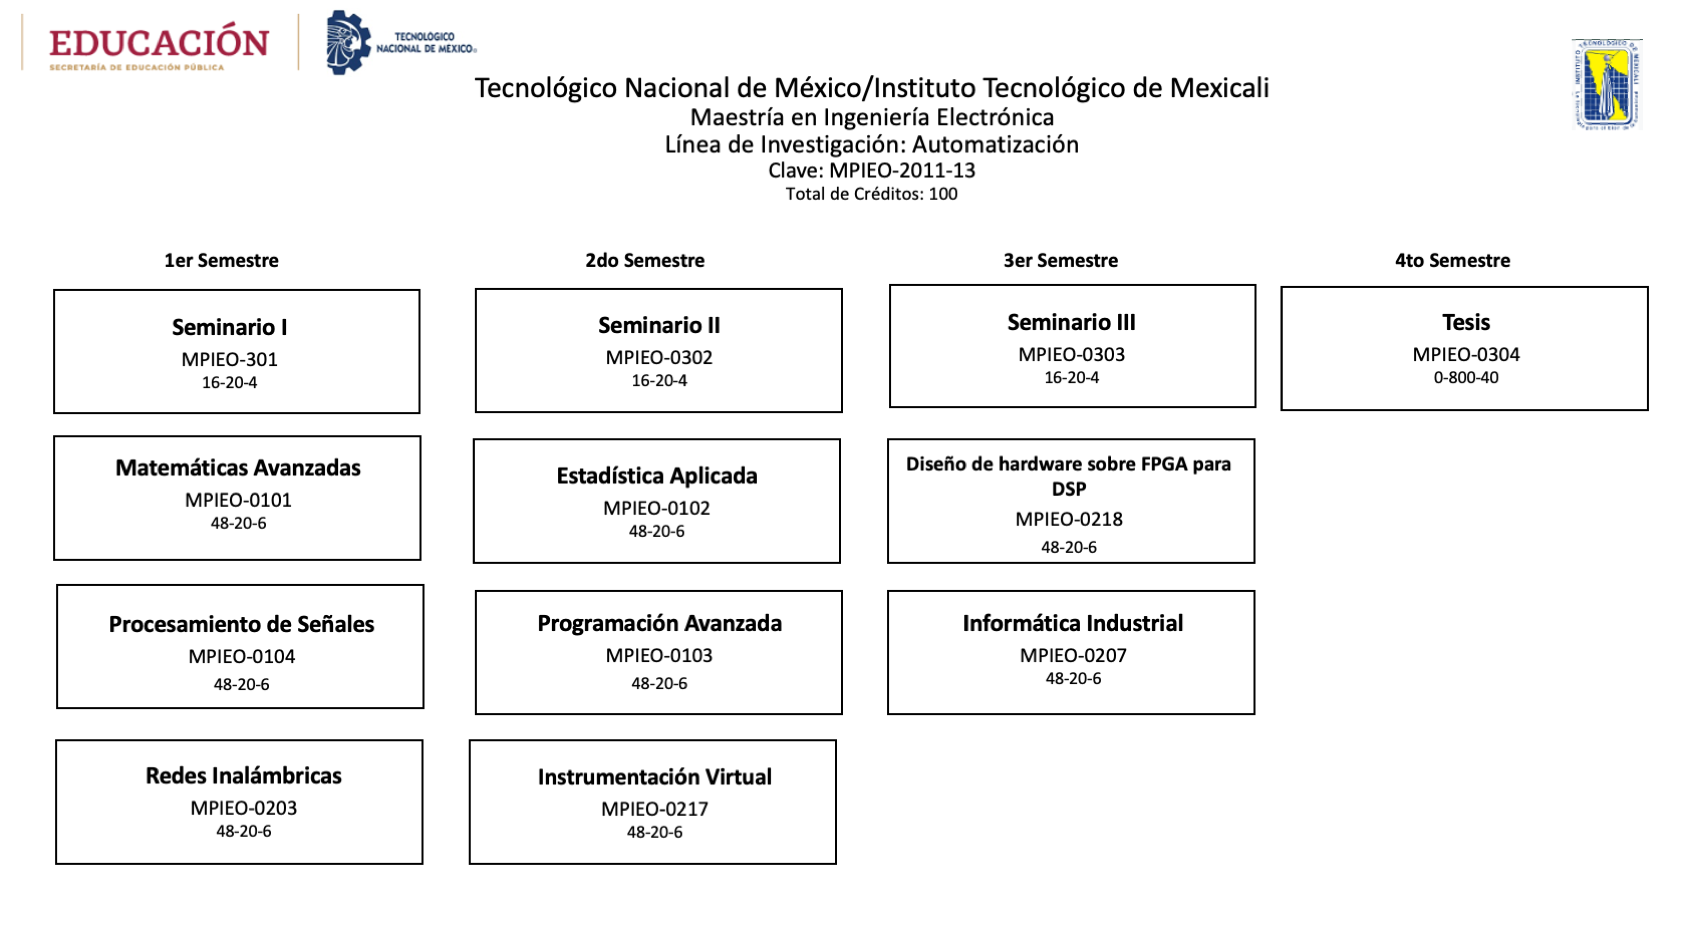 EDUCACIÓN
SECRETARÍA DE EDUCACIÓN PÚBLICA
TECNOLÓGICO
NACIONAL DE MÉXICO
Tecnológico Nacional de México/Instituto Tecnológico de Mexicali
Maestría en Ingeniería Electrónica
Línea de Investigación: Automatización
Clave: MPIEO-2011-13
Total de Créditos: 100
INSTITUTO TECNOLÓGICO DE MEXICALI
1er Semestre
2do Semestre
3er Semestre
4to Semestre
Seminario I
MPIEO-301
16-20-4
Seminario II
MPIEO-0302
16-20-4
Seminario III
MPIEO-0303
16-20-4
Tesis
MPIEO-0304
0-800-40
Matemáticas Avanzadas
MPIEO-0101
48-20-6
Estadística Aplicada
MPIEO-0102
48-20-6
Diseño de hardware sobre FPGA para
DSP
MPIEO-0218
48-20-6
Procesamiento de Señales
MPIEO-0104
48-20-6
Programación Avanzada
MPIEO-0103
48-20-6
Informática Industrial
MPIEO-0207
48-20-6
Redes Inalámbricas
MPIEO-0203
48-20-6
Instrumentación Virtual
MPIEO-0217
48-20-6